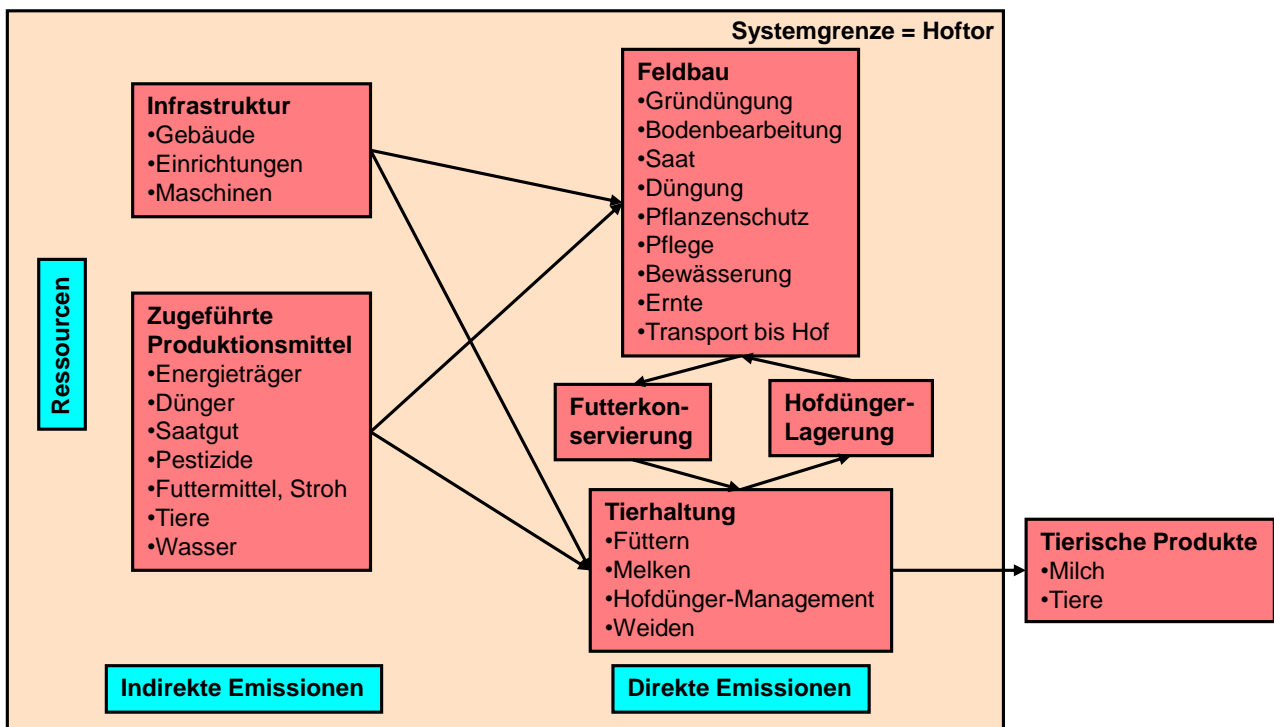 Systemgrenze = Hoftor
Infrastruktur
•Gebäude
•Einrichtungen
•Maschinen
Ressourcen
Zugeführte
Produktionsmittel
•Energieträger
•Dünger
•Saatgut
•Pestizide
•Futtermittel, Stroh
•Tiere
•Wasser
Feldbau
•Gründüngung
•Bodenbearbeitung
•Saat
•Düngung
•Pflanzenschutz
•Pflege
•Bewässerung
•Ernte
•Transport bis Hof
Futterkon-
servierung
Hofdünger-
Lagerung
Tierhaltung
•Füttern
•Melken
•Hofdünger-Management
•Weiden
Tierische Produkte
•Milch
•Tiere
Indirekte Emissionen
Direkte Emissionen